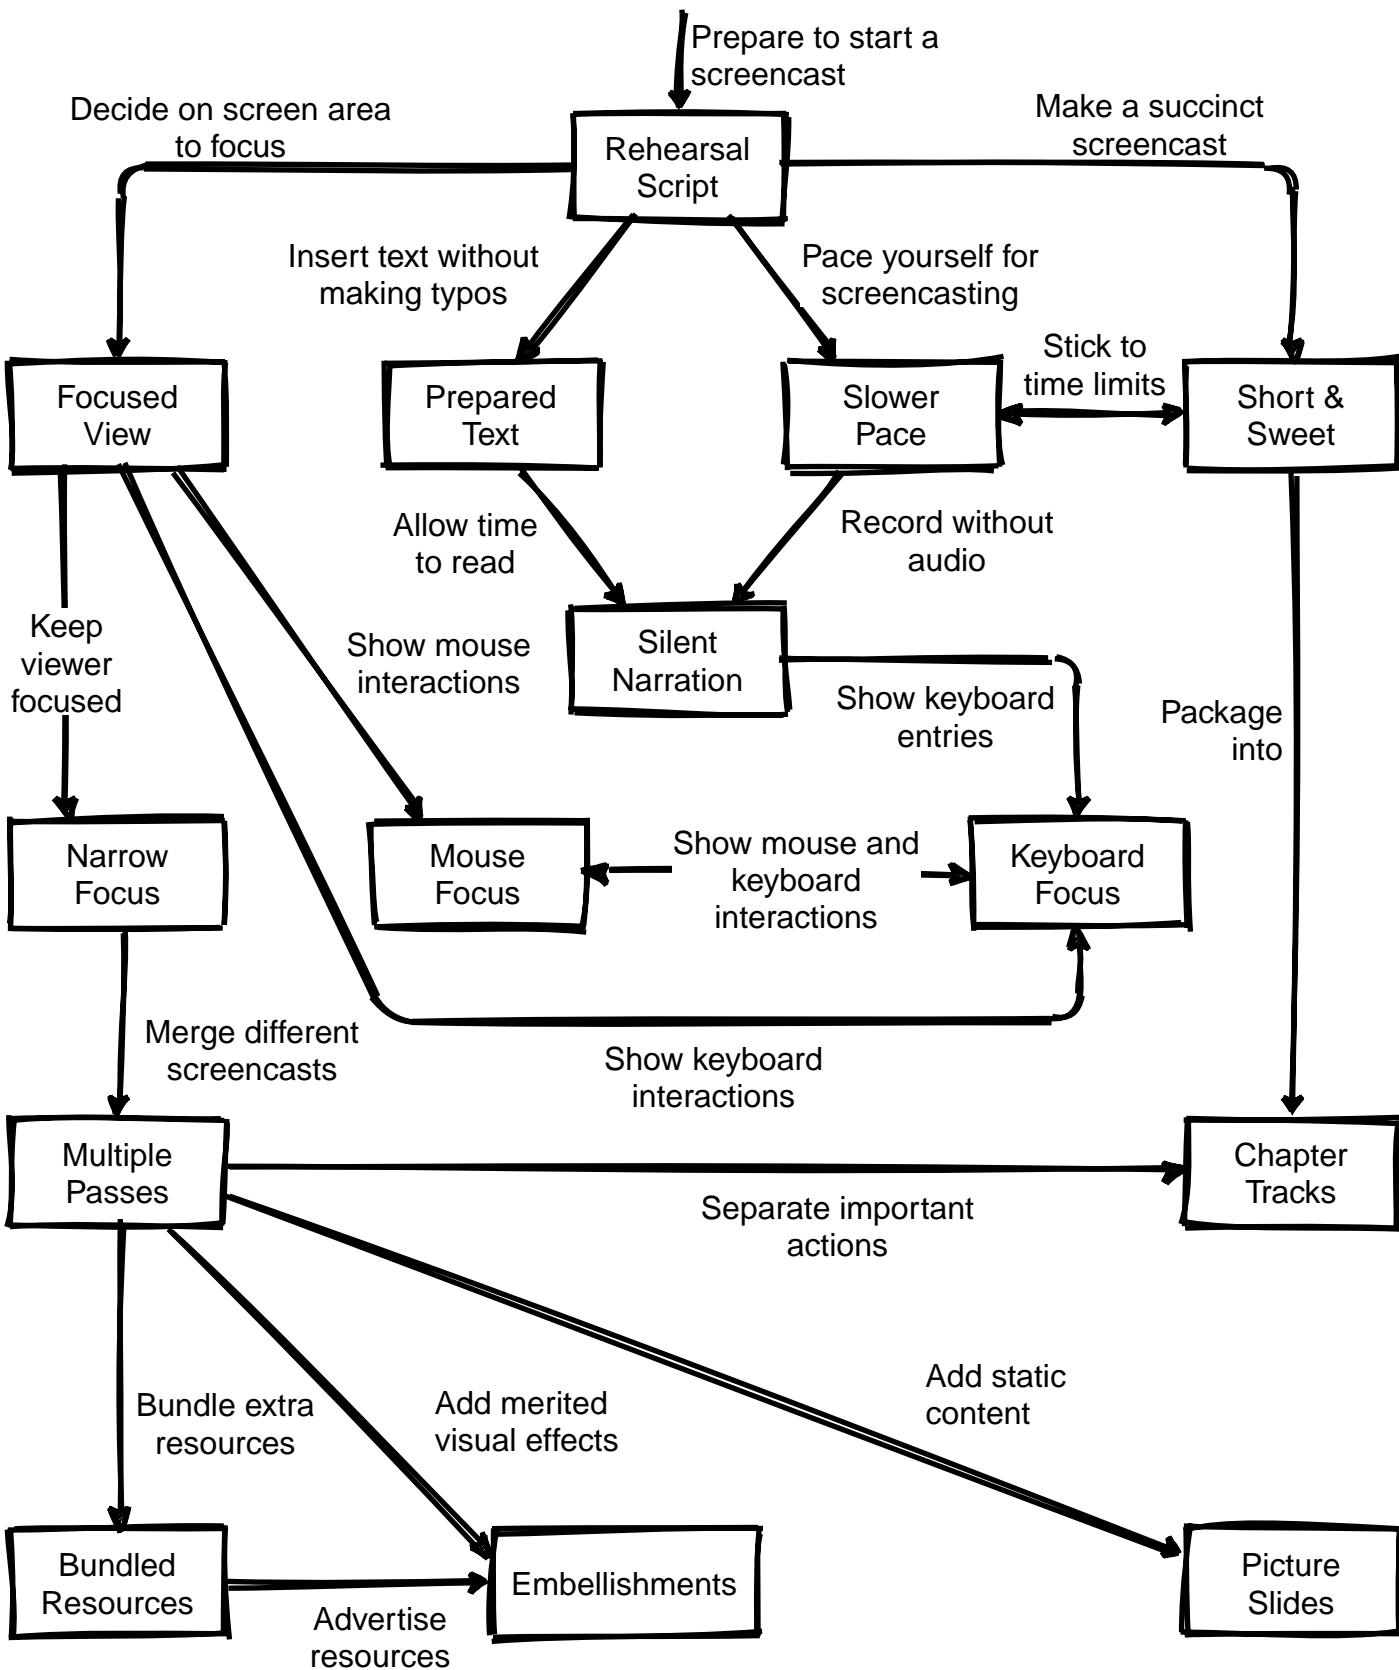 Prepare to start a
screencast
Decide on screen area
to focus
Make a succinct
screencast
Rehearsal
Script
Insert text without
making typos
Pace yourself for
screencasting
Stick to
time limits
Focused
View
Prepared
Text
Slower
Pace
Short &
Sweet
Allow time
to read
Record without
audio
Keep
viewer
focused
Show mouse
interactions
Silent
Narration
Show keyboard
entries
Package
into
Narrow
Focus
Mouse
Focus
Show mouse and
keyboard
interactions
Keyboard
Focus
Merge different
screencasts
Show keyboard
interactions
Multiple
Passes
Separate important
actions
Chapter
Tracks
Bundle extra
resources
Add merited
visual effects
Add static
content
Bundled
Resources
Advertise
resources
Embellishments
Picture
Slides